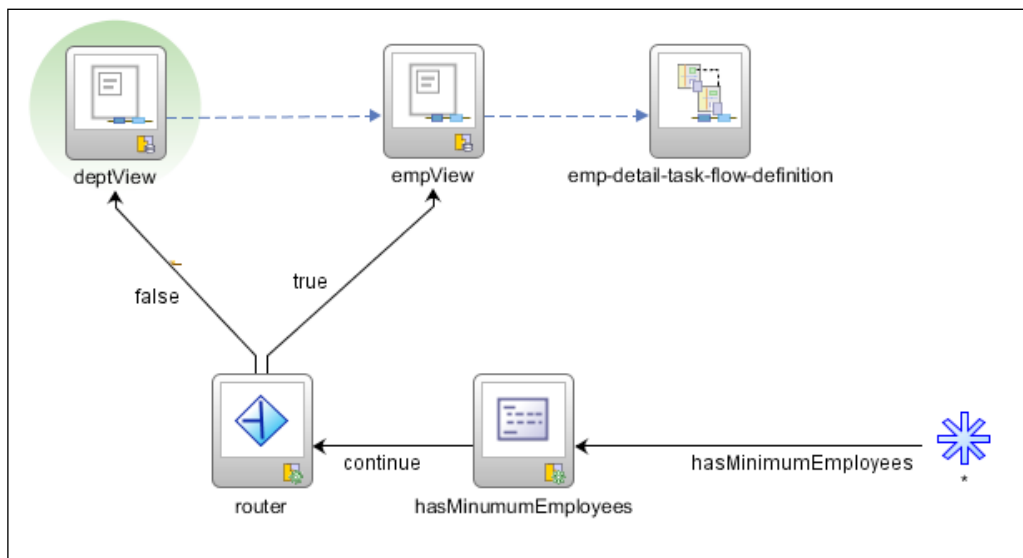 deptView
empView
emp-detail-task-flow-definition
false
true
continue
hasMinimumEmployees
*
router
hasMinumumEmployees